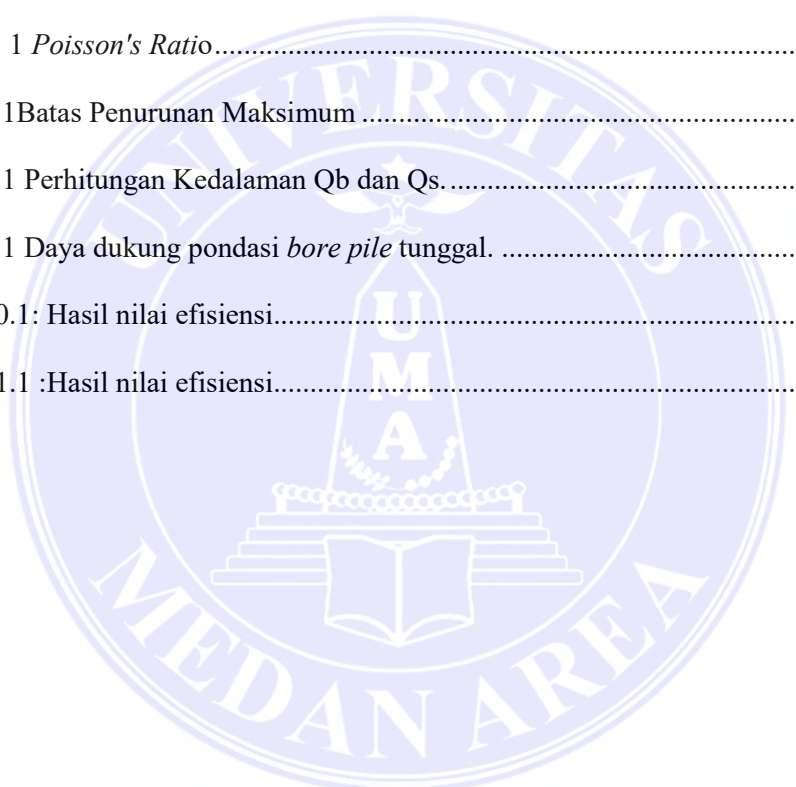 1 Poisson's Ratio................................................................................
1Batas Penurunan Maksimum ............................................................
1 Perhitungan Kedalaman Qb dan Qs. ................................................
1 Daya dukung pondasi bore pile tunggal. .........................................
0.1: Hasil nilai efisiensi........................................................................
1.1 :Hasil nilai efisiensi........................................................................
UNIVERSITAS
U
M
A
MEDAN AREA